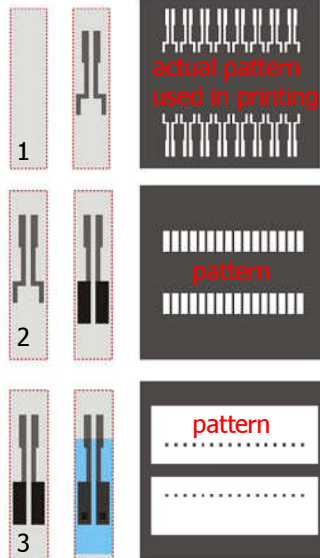 1
actual pattern
used in printing
2
pattern
3
pattern